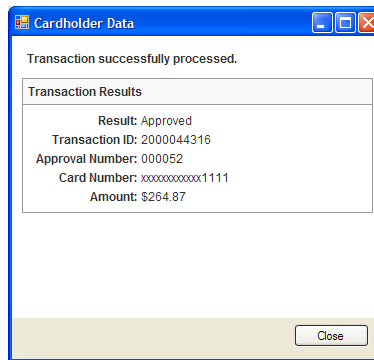 Cardholder Data
Transaction successfully processed.
Transaction Results
Result: Approved
Transaction ID: 2000044316
Approval Number: 000052
Card Number: xxxxxxxxxxxx1111
Amount: $264.87
Close